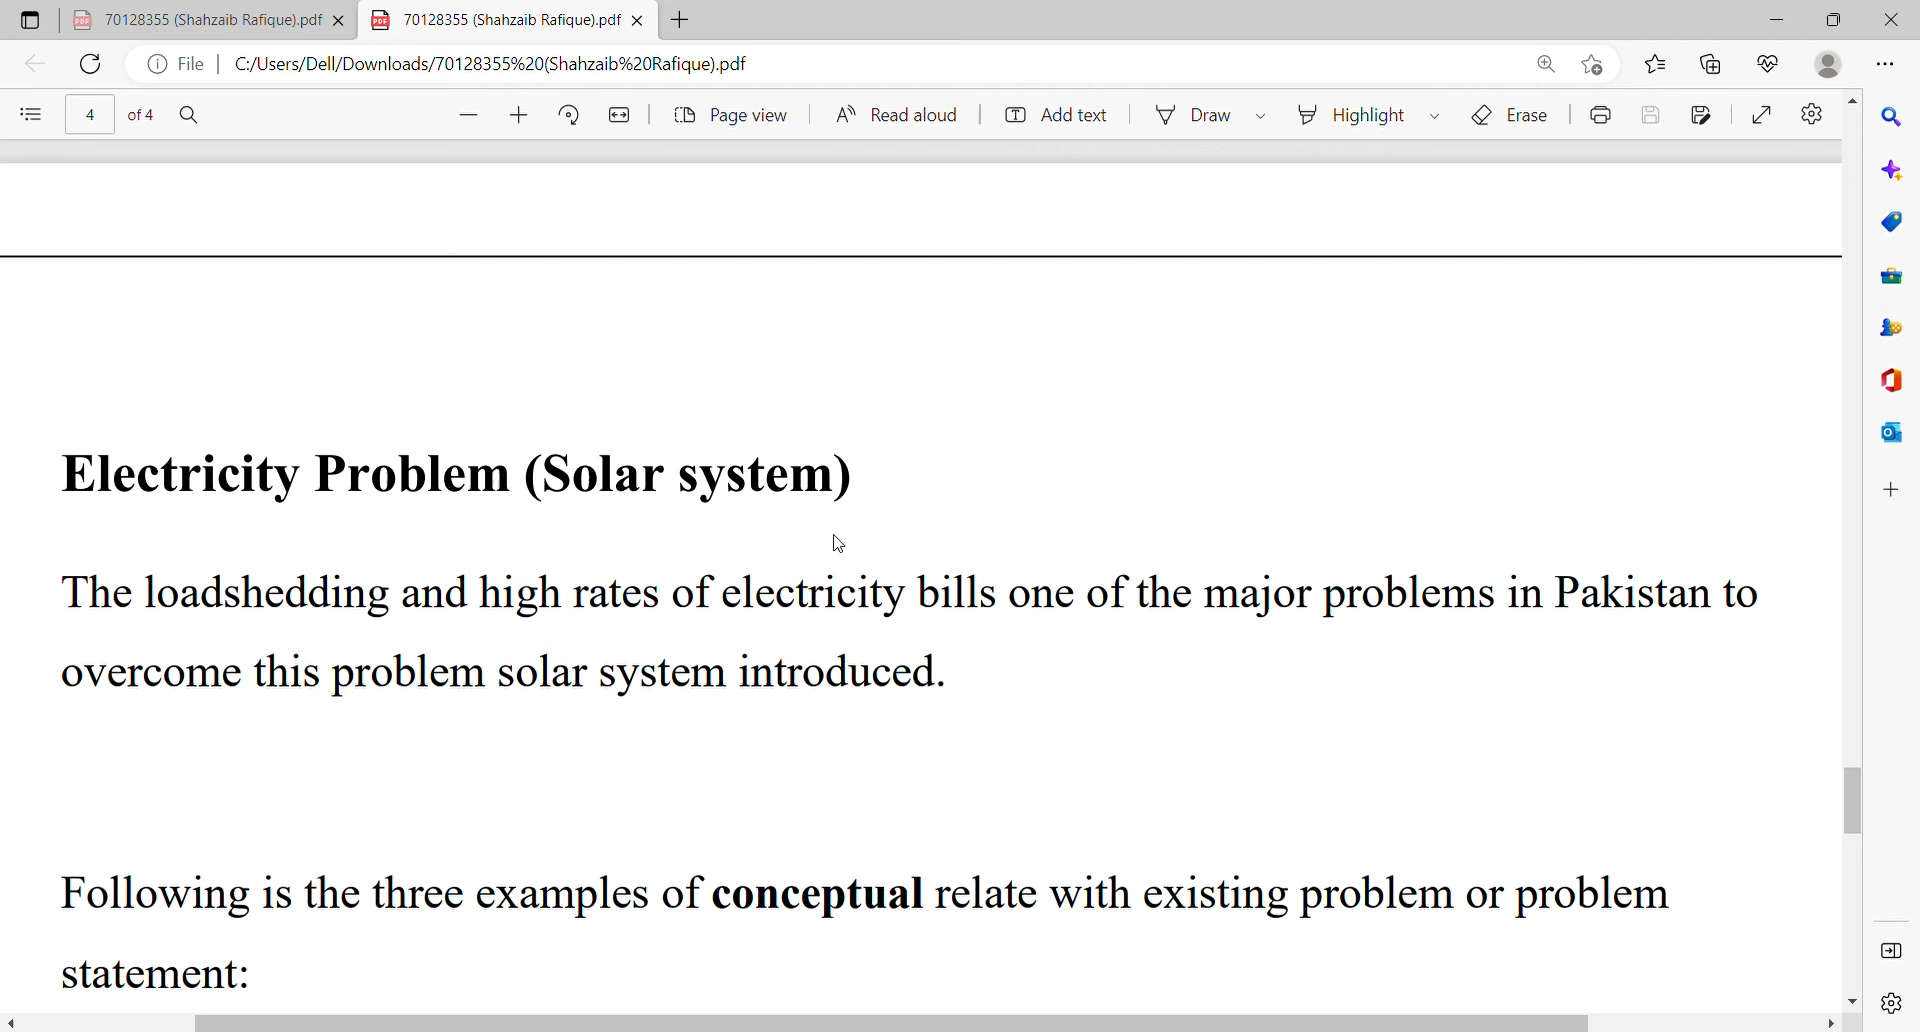 70128355 (Shahzaib Rafique).pdf
70128355 (Shahzaib Rafique).pdf
File
C:/Users/Dell/Downloads/70128355%20(Shahzaib%20Rafique).pdf
4 of 4
Page view
Read aloud
Add text
Draw
Highlight
Erase
Electricity Problem (Solar system)
The loadshedding and high rates of electricity bills one of the major problems in Pakistan to
overcome this problem solar system introduced.
Following is the three examples of conceptual relate with existing problem or problem
statement: